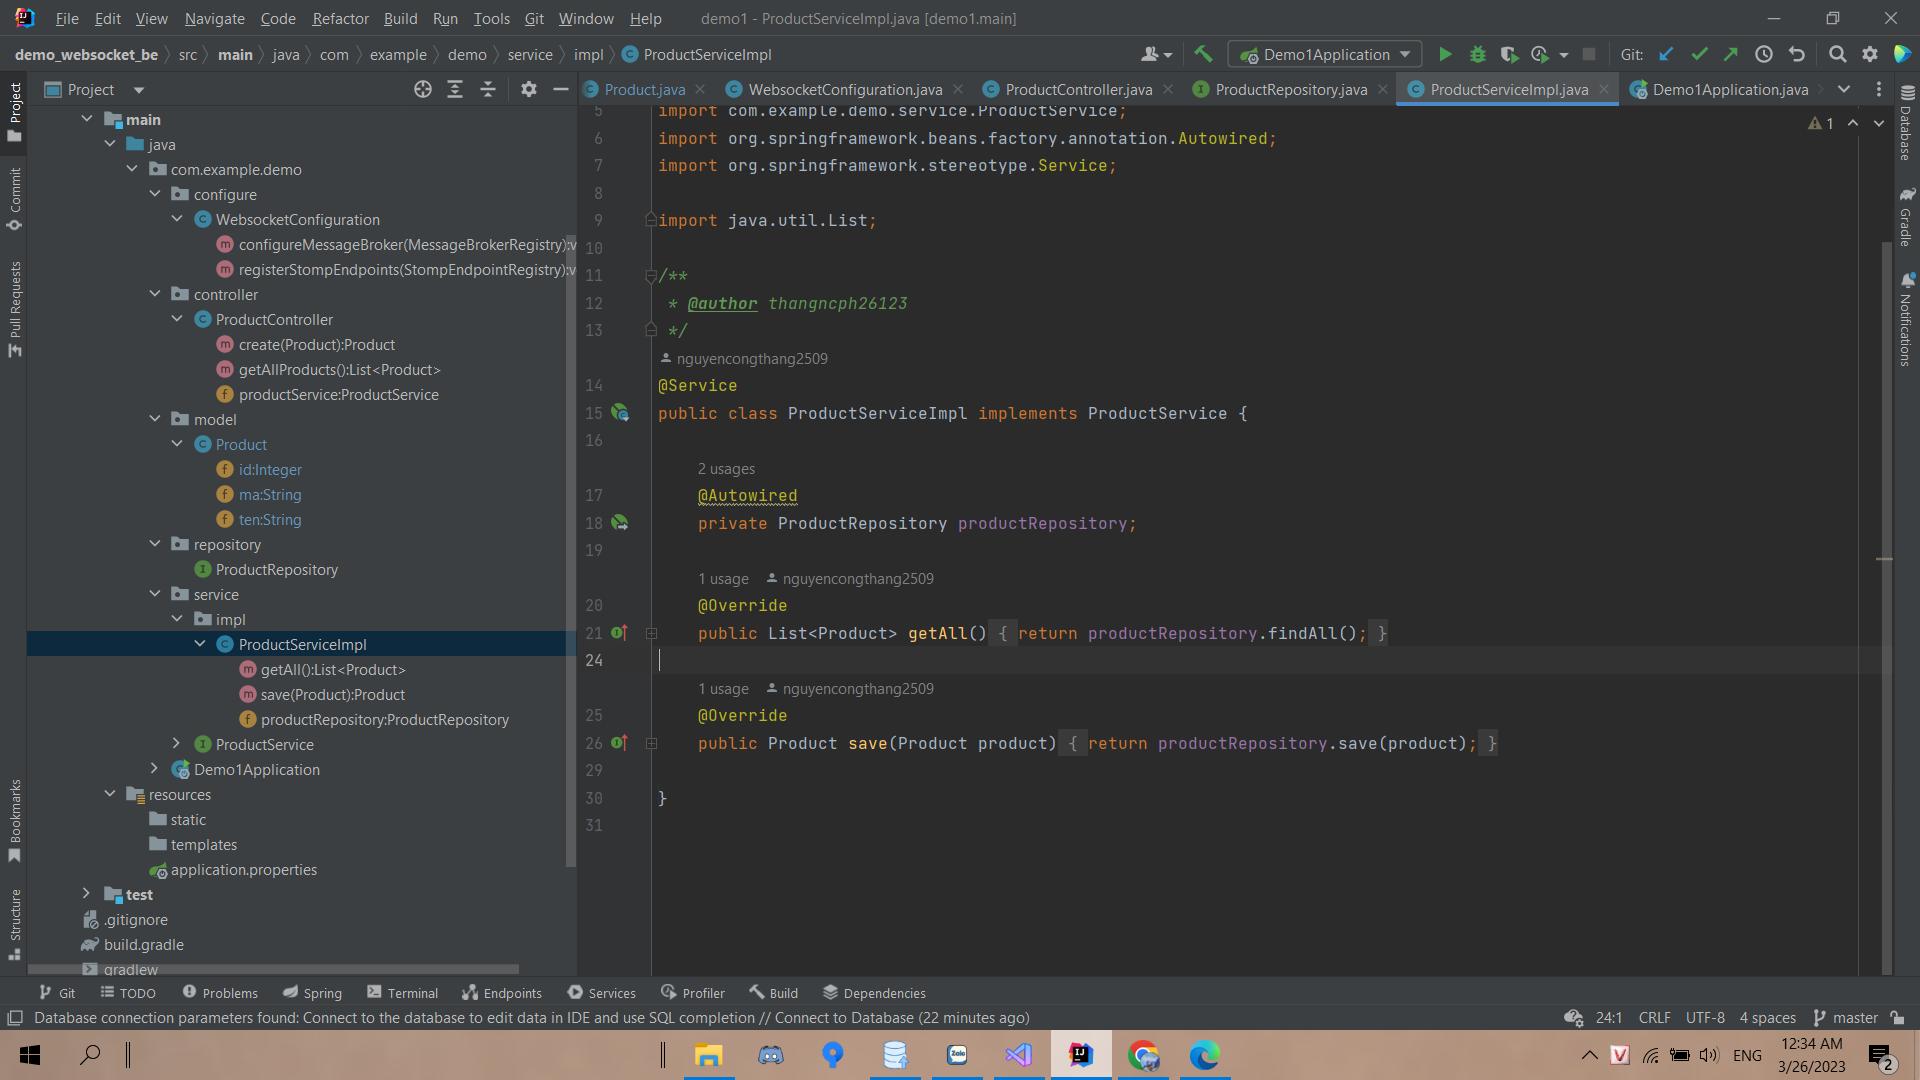 File Edit View Navigate Code Refactor Build Run Tools Git Window Help demo1 - ProductServiceImpl.java [demo1.main]
demo_websocket_be src main java com example demo service impl ProductServiceImpl Demo1Application Git:
Project
Product.java WebsocketConfiguration.java ProductController.java ProductRepository.java ProductServiceImpl.java Demo1Application.java
Project
Commit
Pull Requests
Bookmarks
Structure
main
java
com.example.demo
configure
WebsocketConfiguration
configureMessageBroker(MessageBrokerRegistry):v
registerStompEndpoints(StompEndpointRegistry):v
controller
ProductController
create(Product):Product
getAllProducts():List<Product>
productService:ProductService
model
Product
id:Integer
ma:String
ten:String
repository
ProductRepository
service
impl
ProductServiceImpl
getAll():List<Product>
save(Product):Product
productRepository:ProductRepository
ProductService
Demo1Application
resources
static
templates
application.properties
test
.gitignore
build.gradle
gradlew
5 import com.example.demo.service.ProductService;
6 import org.springframework.beans.factory.annotation.Autowired;
7 import org.springframework.stereotype.Service;
8
9 import java.util.List;
10
11 /**
12 * @author thangncph26123
13 */
nguyencongthang2509
14 @Service
15 public class ProductServiceImpl implements ProductService {
16
2 usages
17 @Autowired
18 private ProductRepository productRepository;
19
1 usage nguyencongthang2509
20 @Override
21 public List<Product> getAll() { return productRepository.findAll(); }
24
1 usage nguyencongthang2509
25 @Override
26 public Product save(Product product) { return productRepository.save(product); }
29
30 }
31
1
Database
Gradle
Notifications
Git TODO Problems Spring Terminal Endpoints Services Profiler Build Dependencies
Database connection parameters found: Connect to the database to edit data in IDE and use SQL completion // Connect to Database (22 minutes ago) 24:1 CRLF UTF-8 4 spaces master
Zalo
ENG
12:34 AM
3/26/2023
2